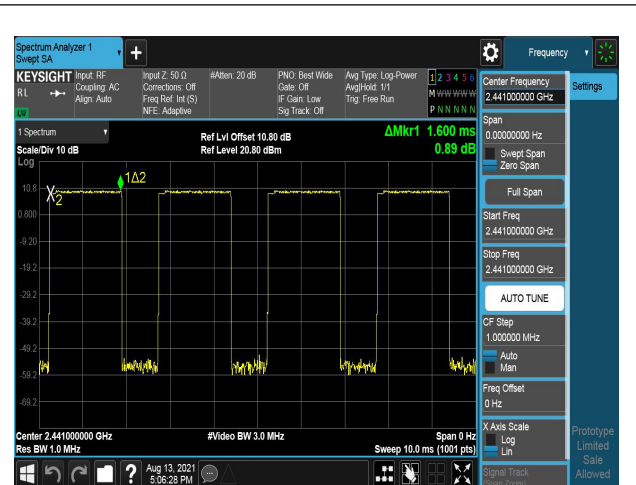 Spectrum Analyzer 1
Swept SA
Frequency
KEYSIGHT Input: RF
RL
Coupling: AC
Align: Auto
Input Z: 50 Ω
Corrections: Off
Freq Ref: Int (S)
NFE: Adaptive
#Atten: 20 dB
PNO: Best Wide
Gate: Off
IF Gain: Low
Sig Track: Off
Avg Type: Log-Power
Avg|Hold: 1/1
Trig: Free Run
1 2 3 4 5 6
M W W W W W
P N N N N N
Center Frequency
2.441000000 GHz
Settings
1 Spectrum
Scale/Div 10 dB
Log
Ref Lvl Offset 10.80 dB
Ref Level 20.80 dBm
ΔMkr1 1.600 ms
0.89 dB
1Δ2
2
10.8
0.800
-9.20
-19.2
-29.2
-39.2
-49.2
-59.2
-69.2
Span
0.00000000 Hz
Swept Span
Zero Span
Full Span
Start Freq
2.441000000 GHz
Stop Freq
2.441000000 GHz
AUTO TUNE
CF Step
1.000000 MHz
Auto
Man
Freq Offset
0 Hz
X Axis Scale
Log
Lin
Signal Track
(Span Zoom)
Prototype
Limited
Sale
Allowed
Center 2.441000000 GHz
Res BW 1.0 MHz
#Video BW 3.0 MHz
Span 0 Hz
Sweep 10.0 ms (1001 pts)
?
Aug 13, 2021
5:06:28 PM